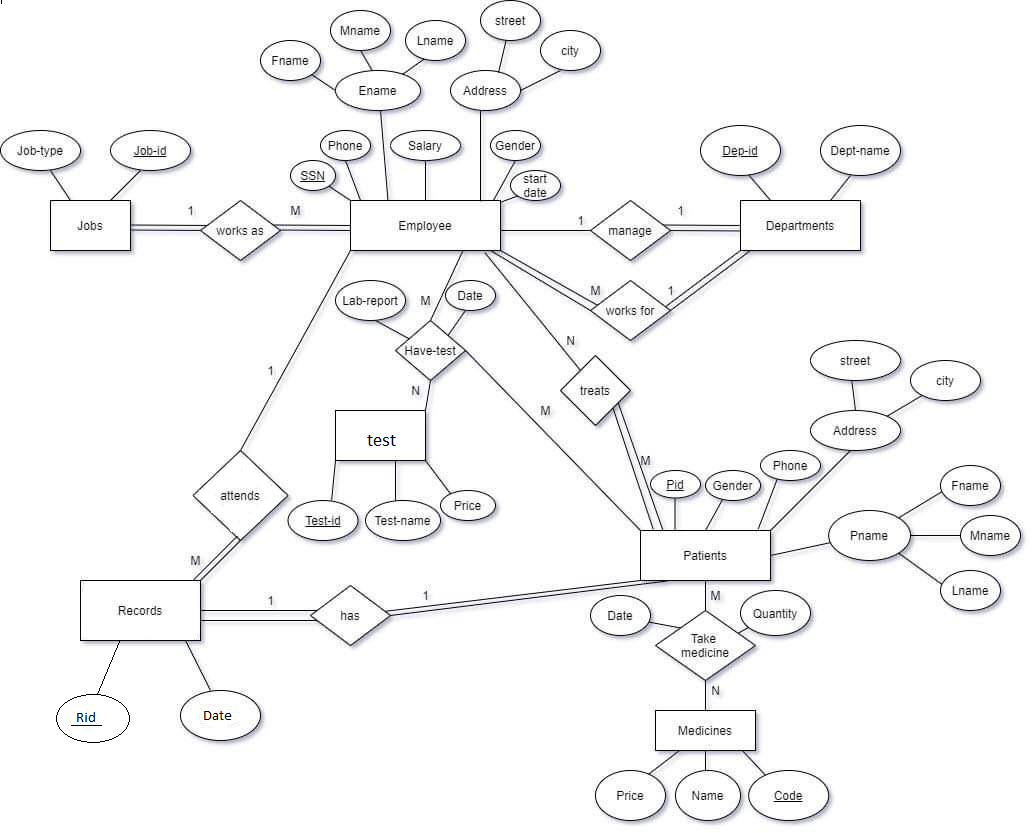 street
Mname
Lname
city
Fname
Ename
Address
Job-type
Job-id
Phone
Salary
Gender
Dep-id
Dept-name
SSN
start
date
1
M
1
1
Jobs
works as
Employee
manage
Departments
Lab-report
M
Date
M
1
works for
Have-test
N
treats
street
city
1
N
M
Address
test
M
Phone
attends
Pid
Gender
Fname
Test-id
Test-name
Price
Pname
Mname
M
Patients
Lname
Records
1
has
1
M
Date
Quantity
Take
medicine
N
Rid
Date
Medicines
Price
Name
Code